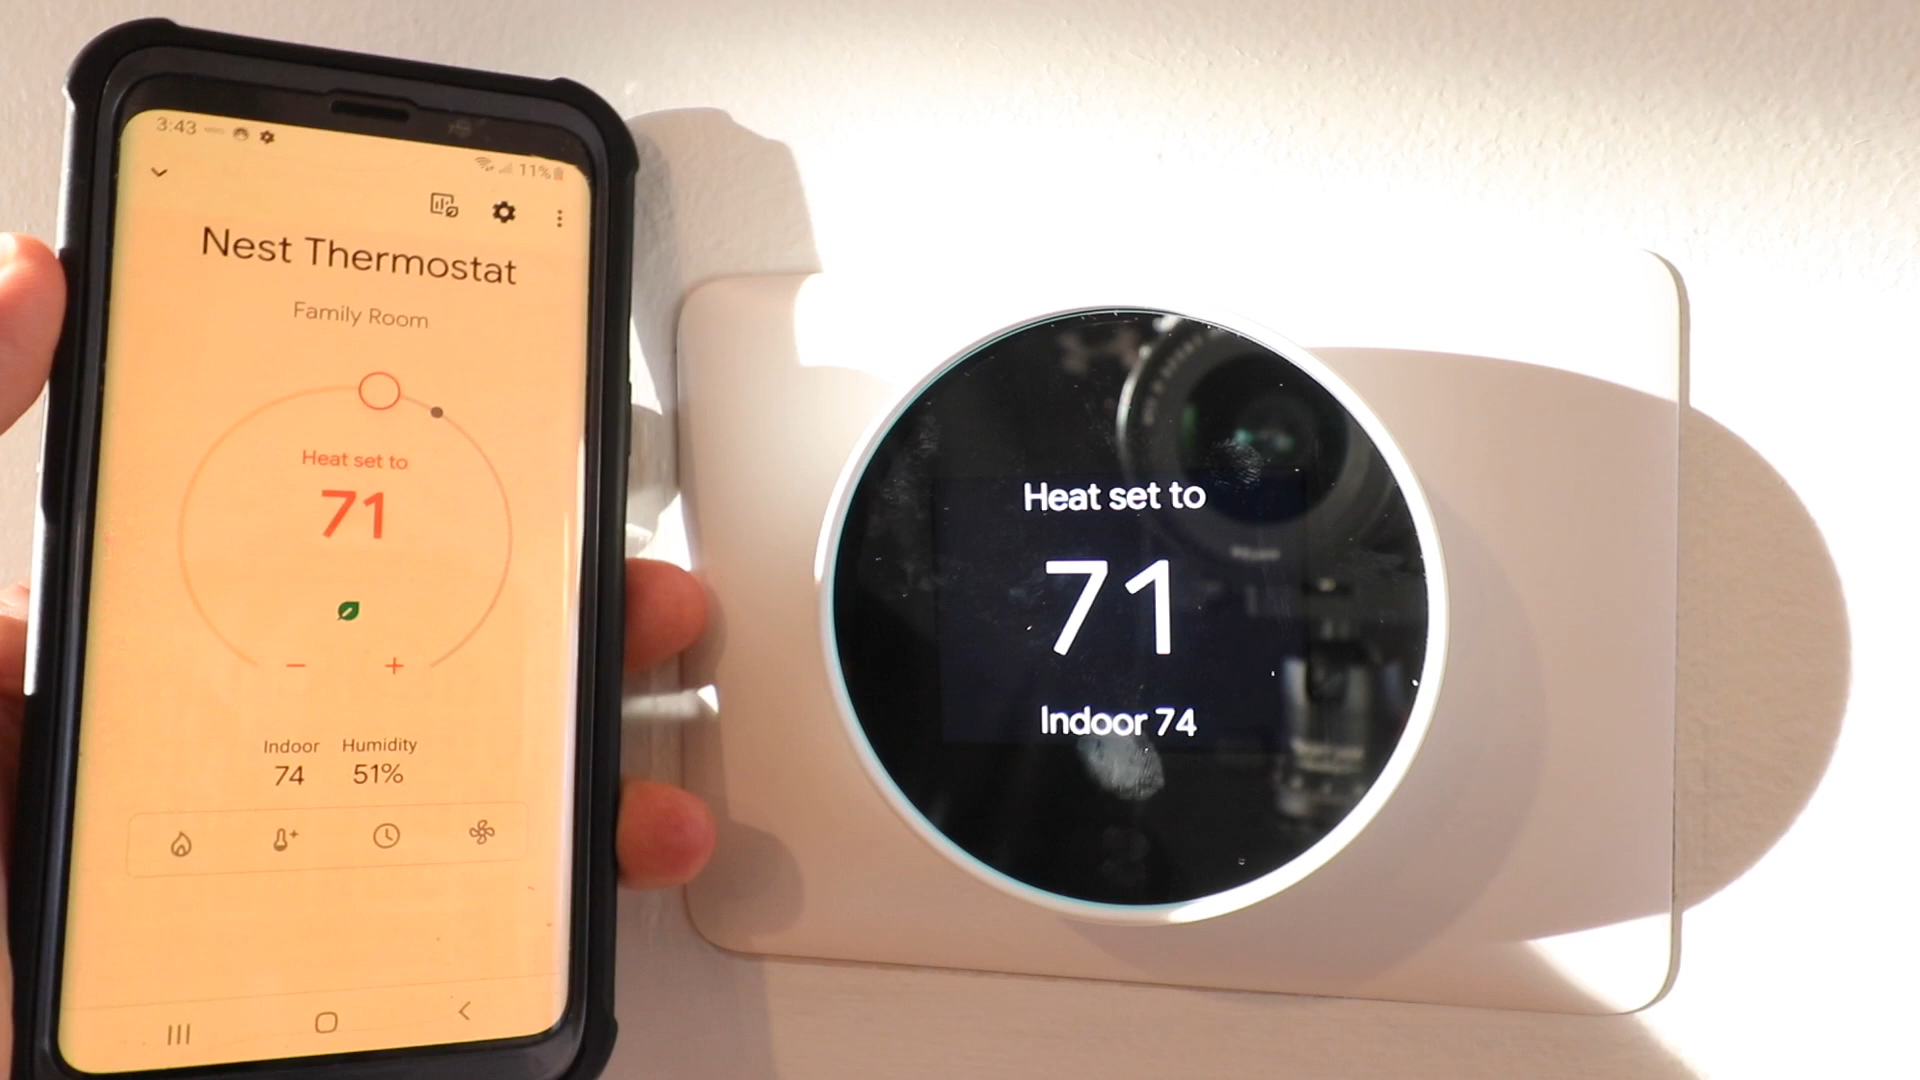 3:43
11%
Nest Thermostat
Family Room
Heat set to
71
− +
Indoor Humidity
74 51%
Heat set to
71
Indoor 74